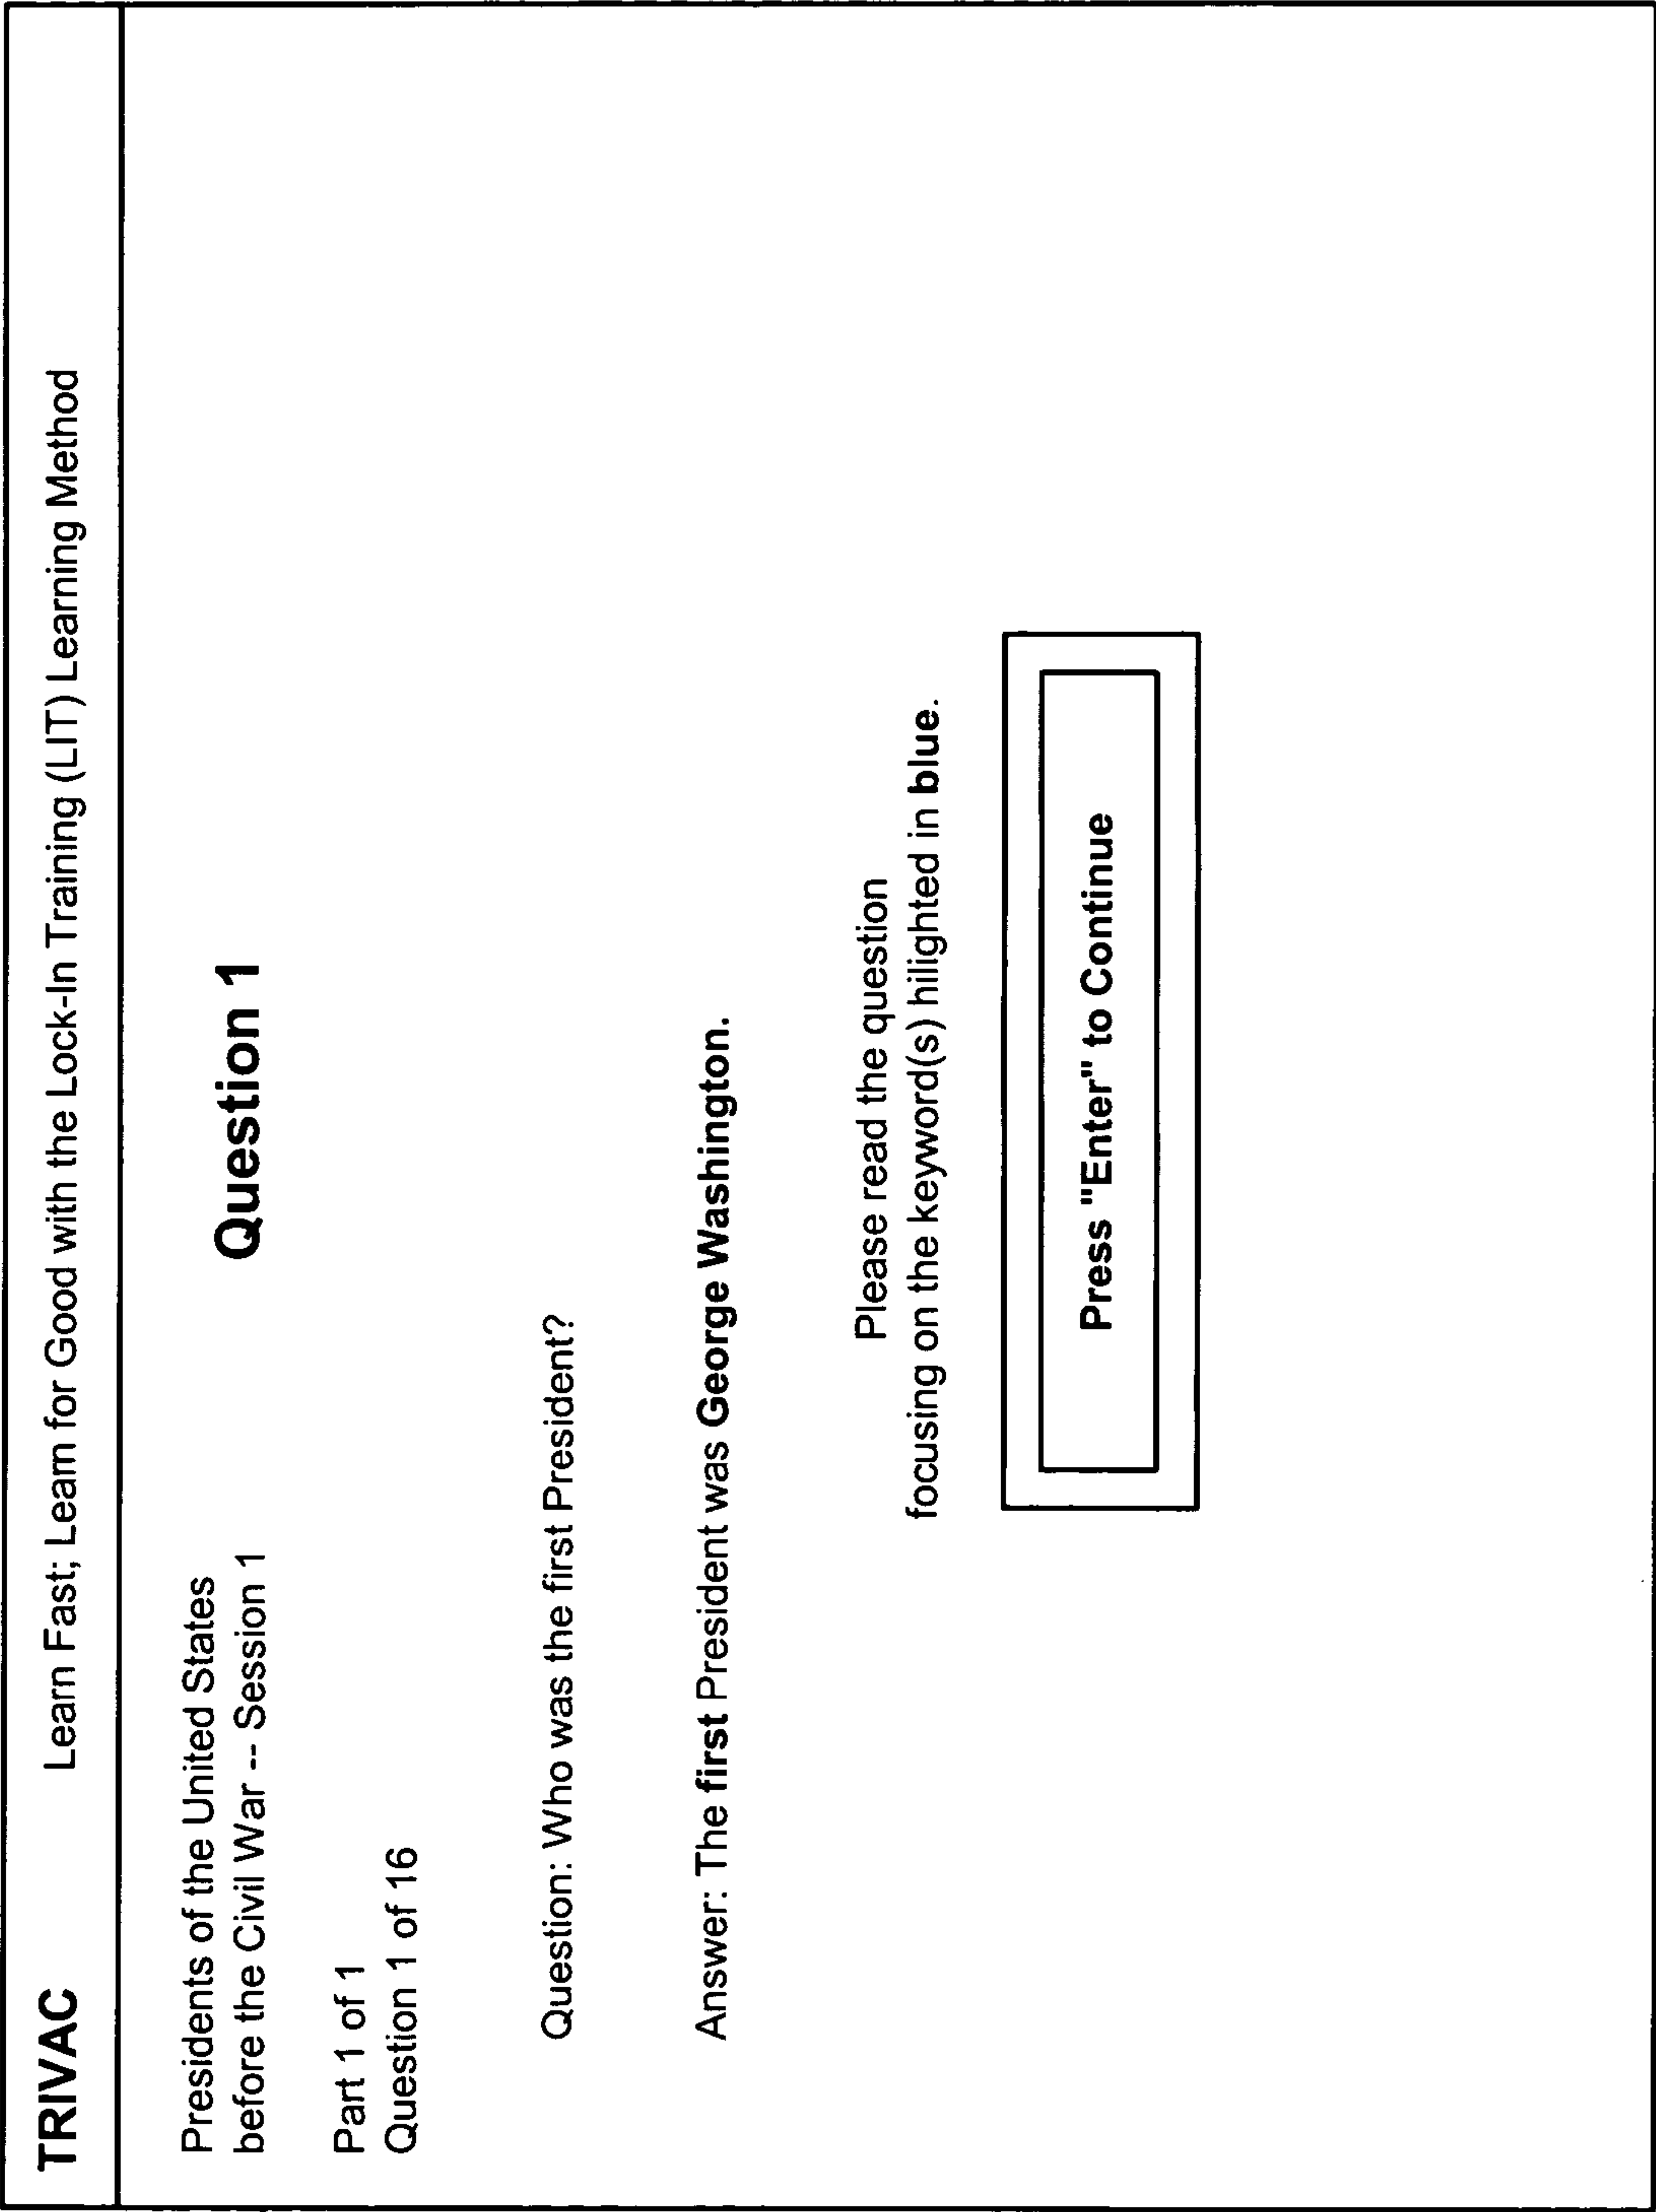 TRIVAC Learn Fast; Learn for Good with the Lock-In Training (LIT) Learning Method
Presidents of the United States
before the Civil War -- Session 1
Question 1
Part 1 of 1
Question 1 of 16
Question: Who was the first President?
Answer: The first President was George Washington.
Please read the question
focusing on the keyword(s) hilighted in blue.
Press "Enter" to Continue